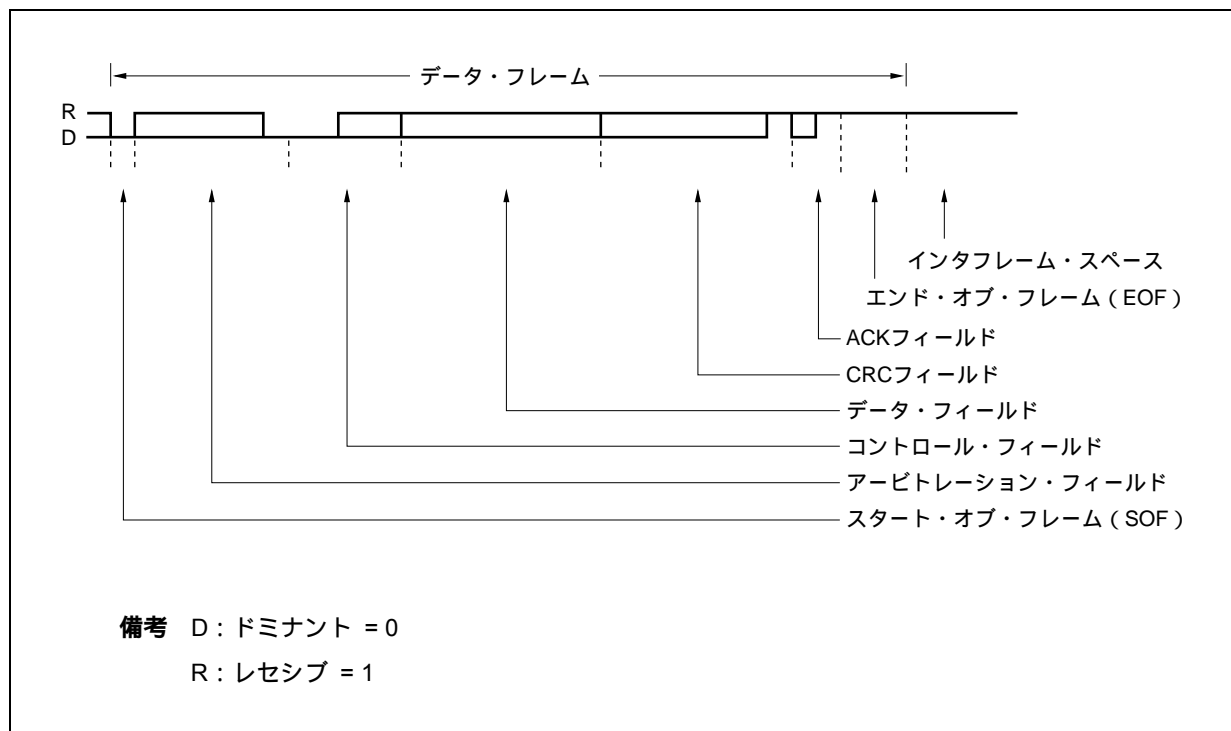 データ・フレーム
R
D
インタフレーム・スペース
エンド・オブ・フレーム(EOF)
ACKフィールド
CRCフィールド
データ・フィールド
コントロール・フィールド
アービトレーション・フィールド
スタート・オブ・フレーム(SOF)
備考 D:ドミナント = 0
R:レセシブ = 1